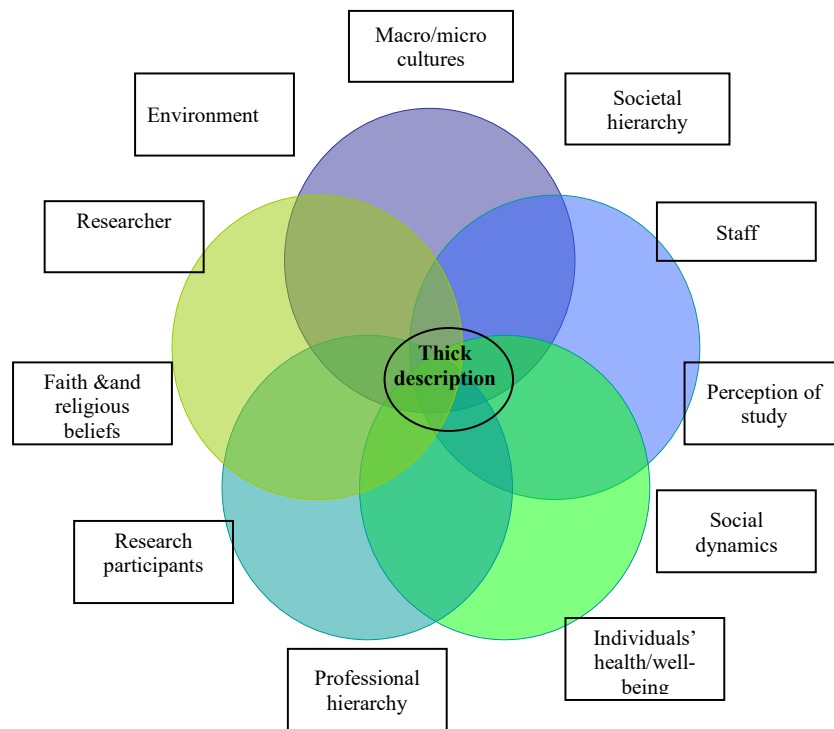 Macro/micro
cultures
Environment
Societal
hierarchy
Researcher
Staff
Thick
description
Faith &and
religious
beliefs
Perception of
study
Research
participants
Social
dynamics
Professional
hierarchy
Individuals’
health/well-
being